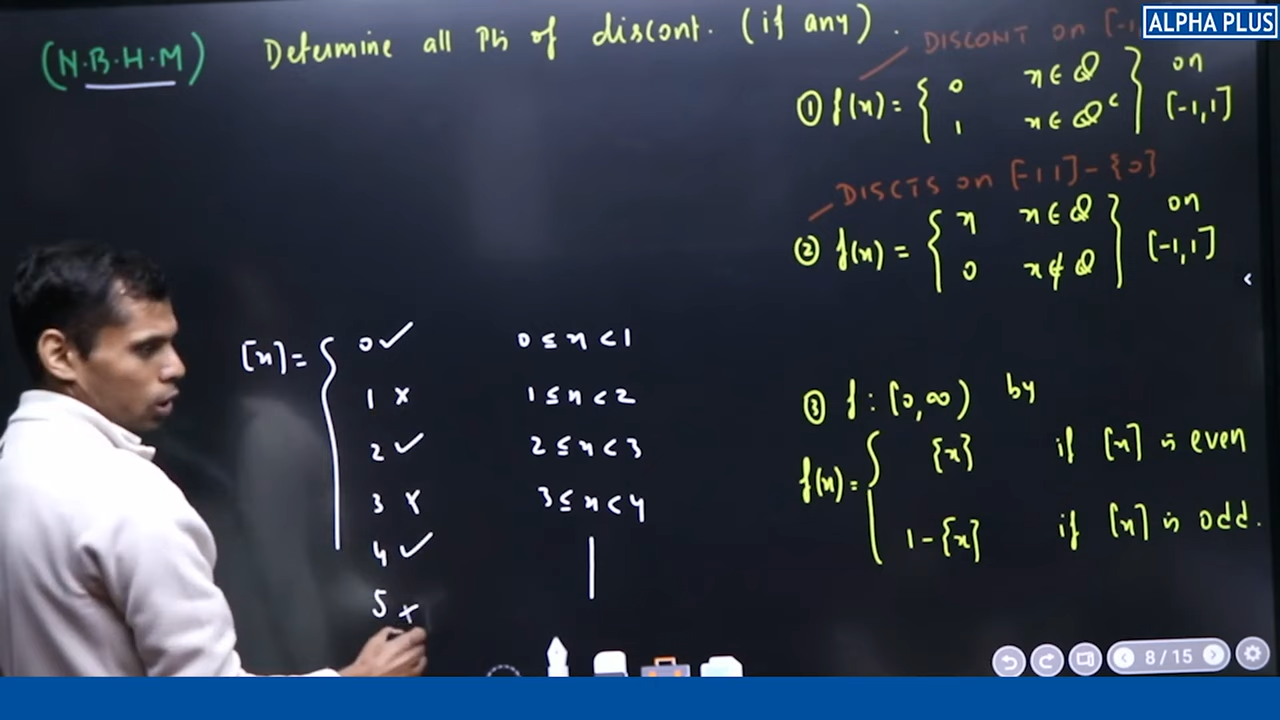 ALPHA PLUS
(N.B.H.M) Determine all Pts of discont. (if any).
DISCONT on [-1,
① f(x) = { 0 x ∈ Q } on
1 x ∈ Qᶜ [-1,1]
DISCTS on [-1 1] - {0}
② f(x) = { x x ∈ Q } on
0 x ∉ Q [-1,1]
[x] = { 0 ✓ 0 ≤ x < 1
1 × 1 ≤ x < 2
2 ✓ 2 ≤ x < 3
3 × 3 ≤ x < 4
4 ✓
5 ×
③ f : [0,∞) by
f(x) = { {x} if [x] is even
1-{x} if [x] is odd.
8 / 15